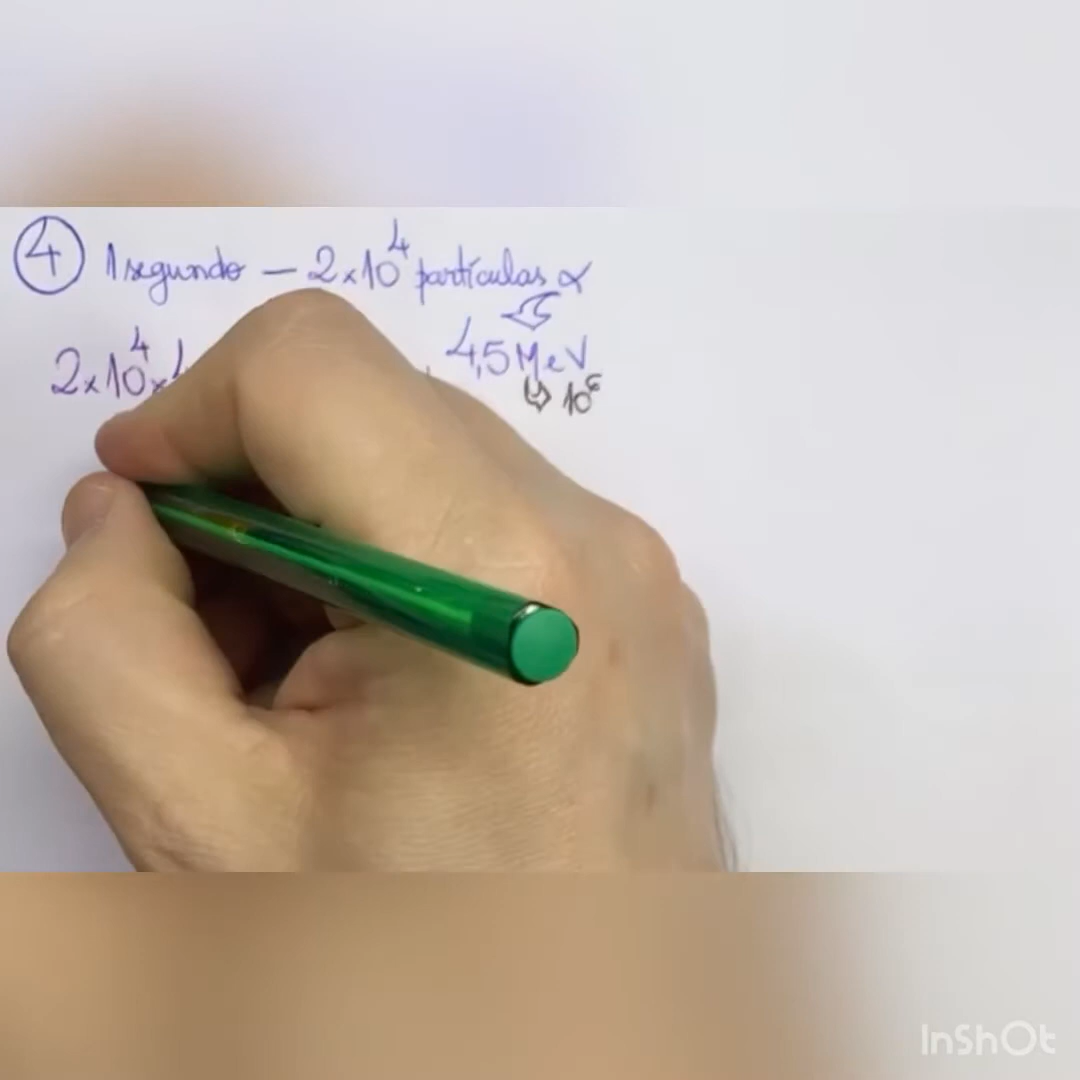 4 1 segundo — 2×10⁴ partículas α
4,5 MeV
2×10⁴×
↳ 10⁶
InShOt